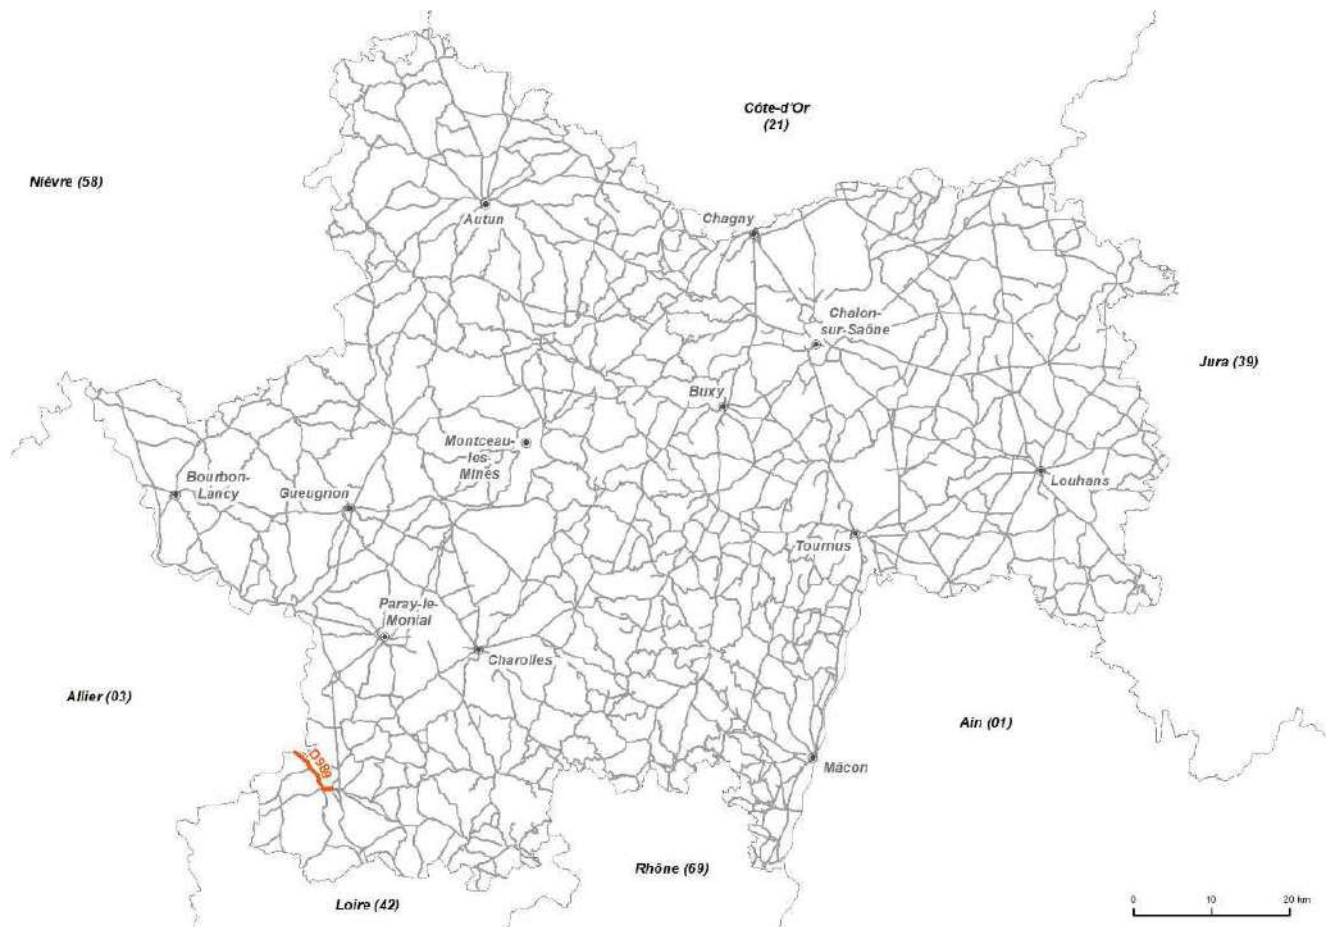 Côte-d'Or
(21)
Nièvre (58)
Chagny
Autun
Chalon-
sur-Saône
Jura (39)
Buxy
Montceau-
les-
Mines
Bourbon-
Lancy
Gueugnon
Louhans
Tournus
Paray-le-
Monial
Charolles
Allier (03)
Ain (01)
D989
Mâcon
Rhône (69)
Loire (42)
0 10 20 km